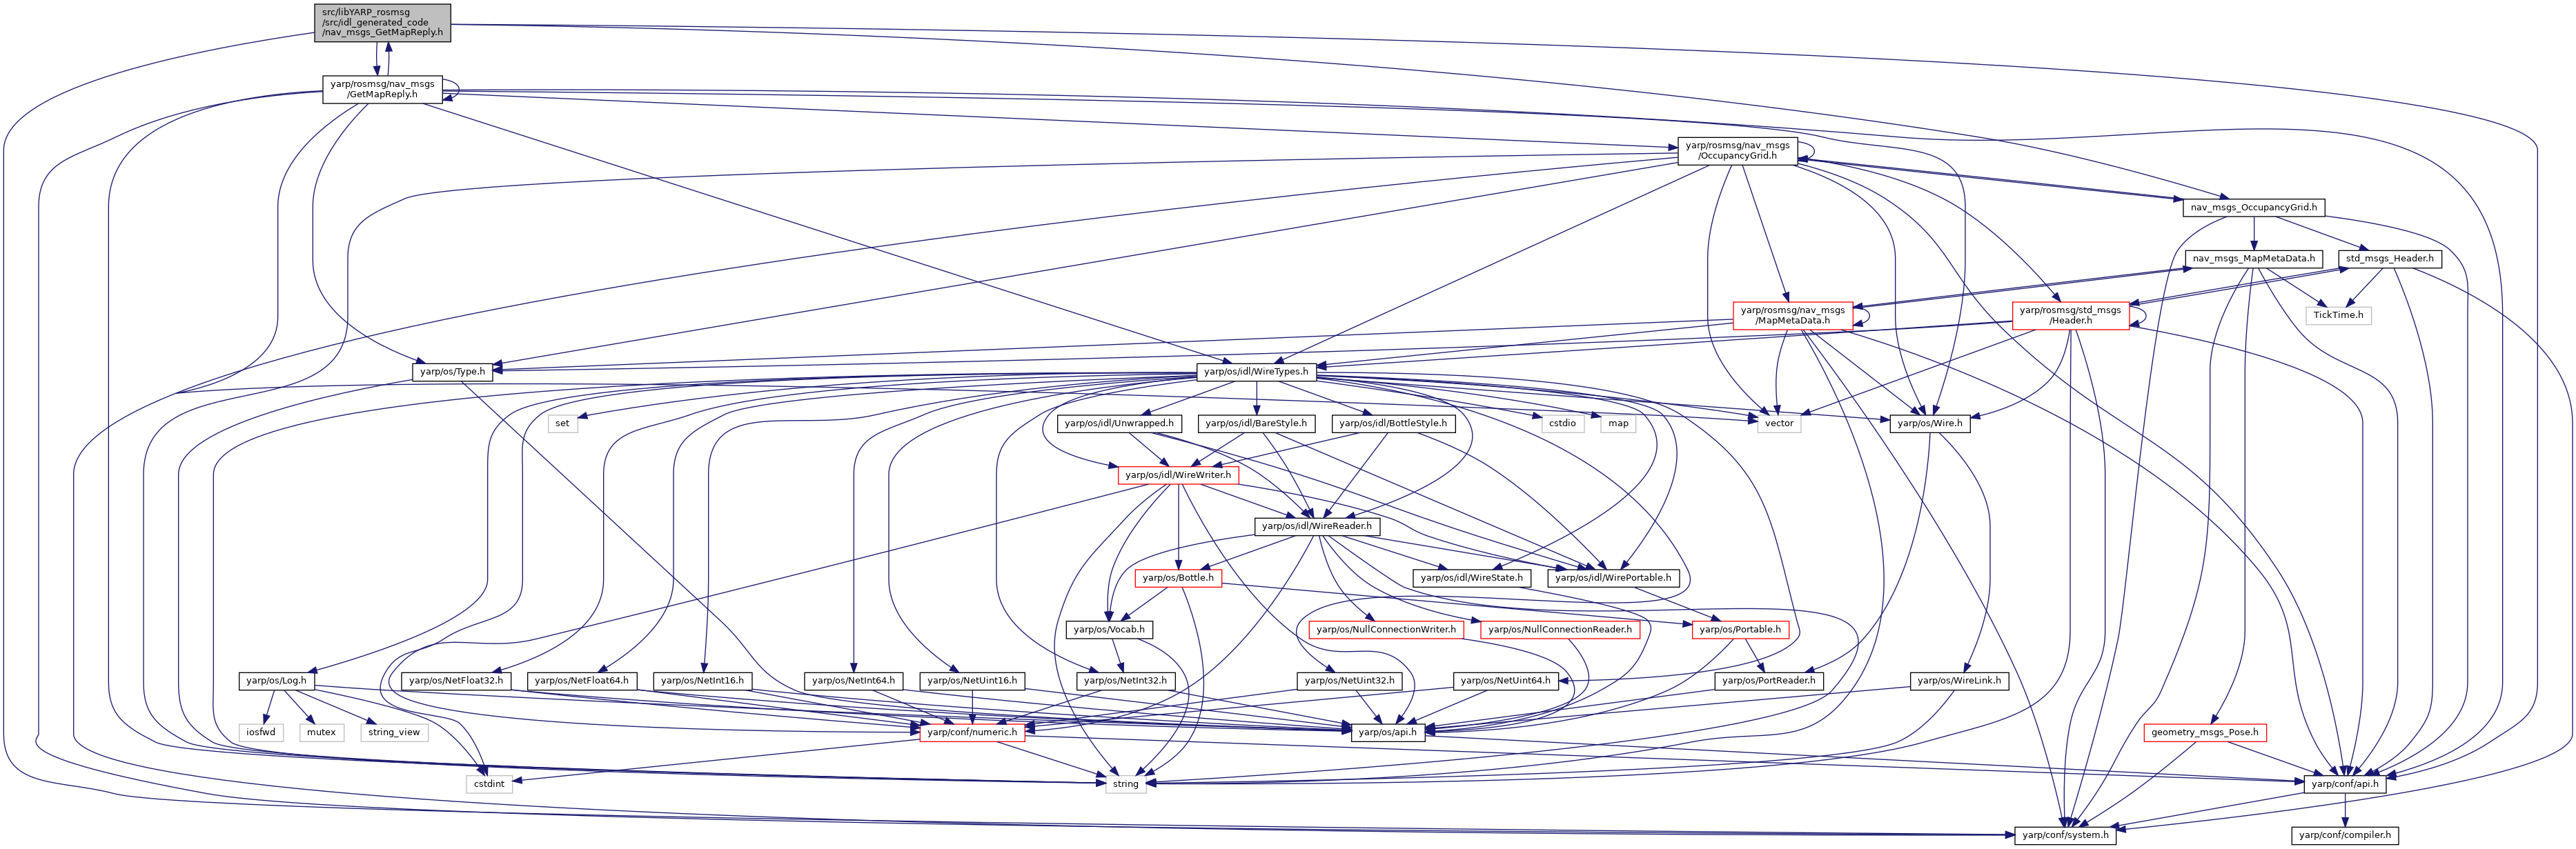 src/libYARP_rosmsg
/src/idl_generated_code
/nav_msgs_GetMapReply.h
yarp/rosmsg/nav_msgs
/GetMapReply.h
yarp/rosmsg/nav_msgs
/OccupancyGrid.h
nav_msgs_OccupancyGrid.h
nav_msgs_MapMetaData.h
std_msgs_Header.h
yarp/rosmsg/nav_msgs
/MapMetaData.h
yarp/rosmsg/std_msgs
/Header.h
TickTime.h
yarp/os/Type.h
yarp/os/idl/WireTypes.h
set
yarp/os/idl/Unwrapped.h
yarp/os/idl/BareStyle.h
yarp/os/idl/BottleStyle.h
cstdio
map
vector
yarp/os/Wire.h
yarp/os/idl/WireWriter.h
yarp/os/idl/WireReader.h
yarp/os/Bottle.h
yarp/os/idl/WireState.h
yarp/os/idl/WirePortable.h
yarp/os/Vocab.h
yarp/os/NullConnectionWriter.h
yarp/os/NullConnectionReader.h
yarp/os/Portable.h
yarp/os/Log.h
yarp/os/NetFloat32.h
yarp/os/NetFloat64.h
yarp/os/NetInt16.h
yarp/os/NetInt64.h
yarp/os/NetUint16.h
yarp/os/NetInt32.h
yarp/os/NetUint32.h
yarp/os/NetUint64.h
yarp/os/PortReader.h
yarp/os/WireLink.h
iosfwd
mutex
string_view
yarp/conf/numeric.h
yarp/os/api.h
geometry_msgs_Pose.h
cstdint
string
yarp/conf/api.h
yarp/conf/system.h
yarp/conf/compiler.h